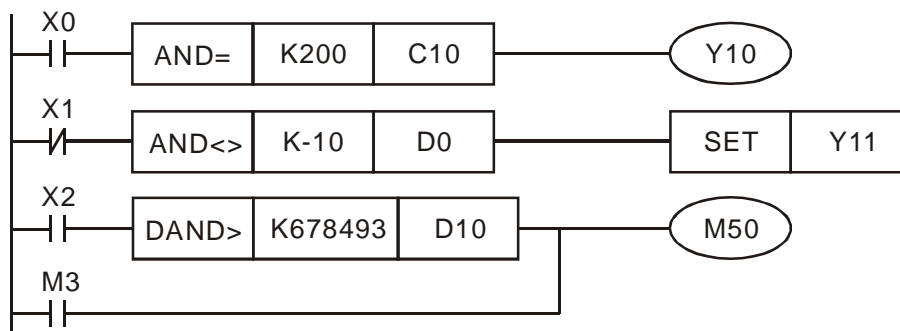 X0
AND= K200 C10 Y10
X1
AND<> K-10 D0 SET Y11
X2
DAND> K678493 D10 M50
M3